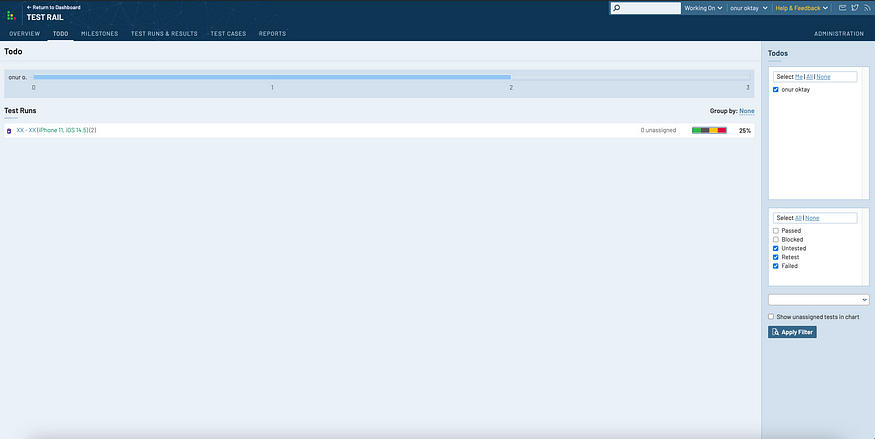 ← Return to Dashboard
TEST RAIL
Working On
onur oktay
Help & Feedback
OVERVIEW
TODO
MILESTONES
TEST RUNS & RESULTS
TEST CASES
REPORTS
ADMINISTRATION
Todo
onur o.
0 1 2 3
Test Runs
Group by: None
XX - XX (iPhone 11, iOS 14.5) (2)
0 unassigned
25%
Todos
Select Me | All | None
onur oktay
Select All | None
Passed
Blocked
Untested
Retest
Failed
Show unassigned tests in chart
Apply Filter